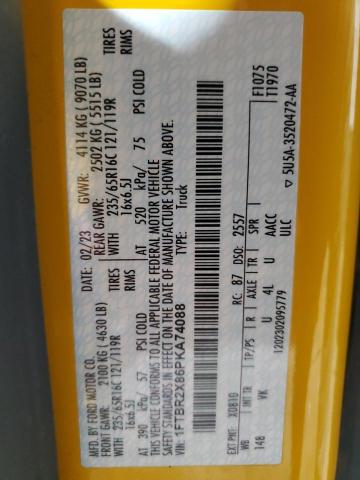 MFD. BY FORD MOTOR CO.
DATE: 02/23 GVWR: 4114 KG ( 9070 LB)
FRONT GAWR: 2100 KG ( 4630 LB) REAR GAWR: 2502 KG ( 5515 LB)
WITH 235/65R16C 121/119R TIRES WITH 235/65R16C 121/119R TIRES
16x6.5J RIMS 16x6.5J RIMS
AT 390 kPa/ 57 PSI COLD AT 520 kPa/ 75 PSI COLD
THIS VEHICLE CONFORMS TO ALL APPLICABLE FEDERAL MOTOR VEHICLE
SAFETY STANDARDS IN EFFECT ON THE DATE OF MANUFACTURE SHOWN ABOVE.
VIN: 1FTBR2X86PKA74088 TYPE: Truck
F1075
T1970
EXT PNT: XD810 RC: 87 DSO: 2557
WB INT TR TP/PS R AXLE TR SPR
148 VK U 4L U AACC
1202302095779 ULC
▽ 5U5A-3520472-AA